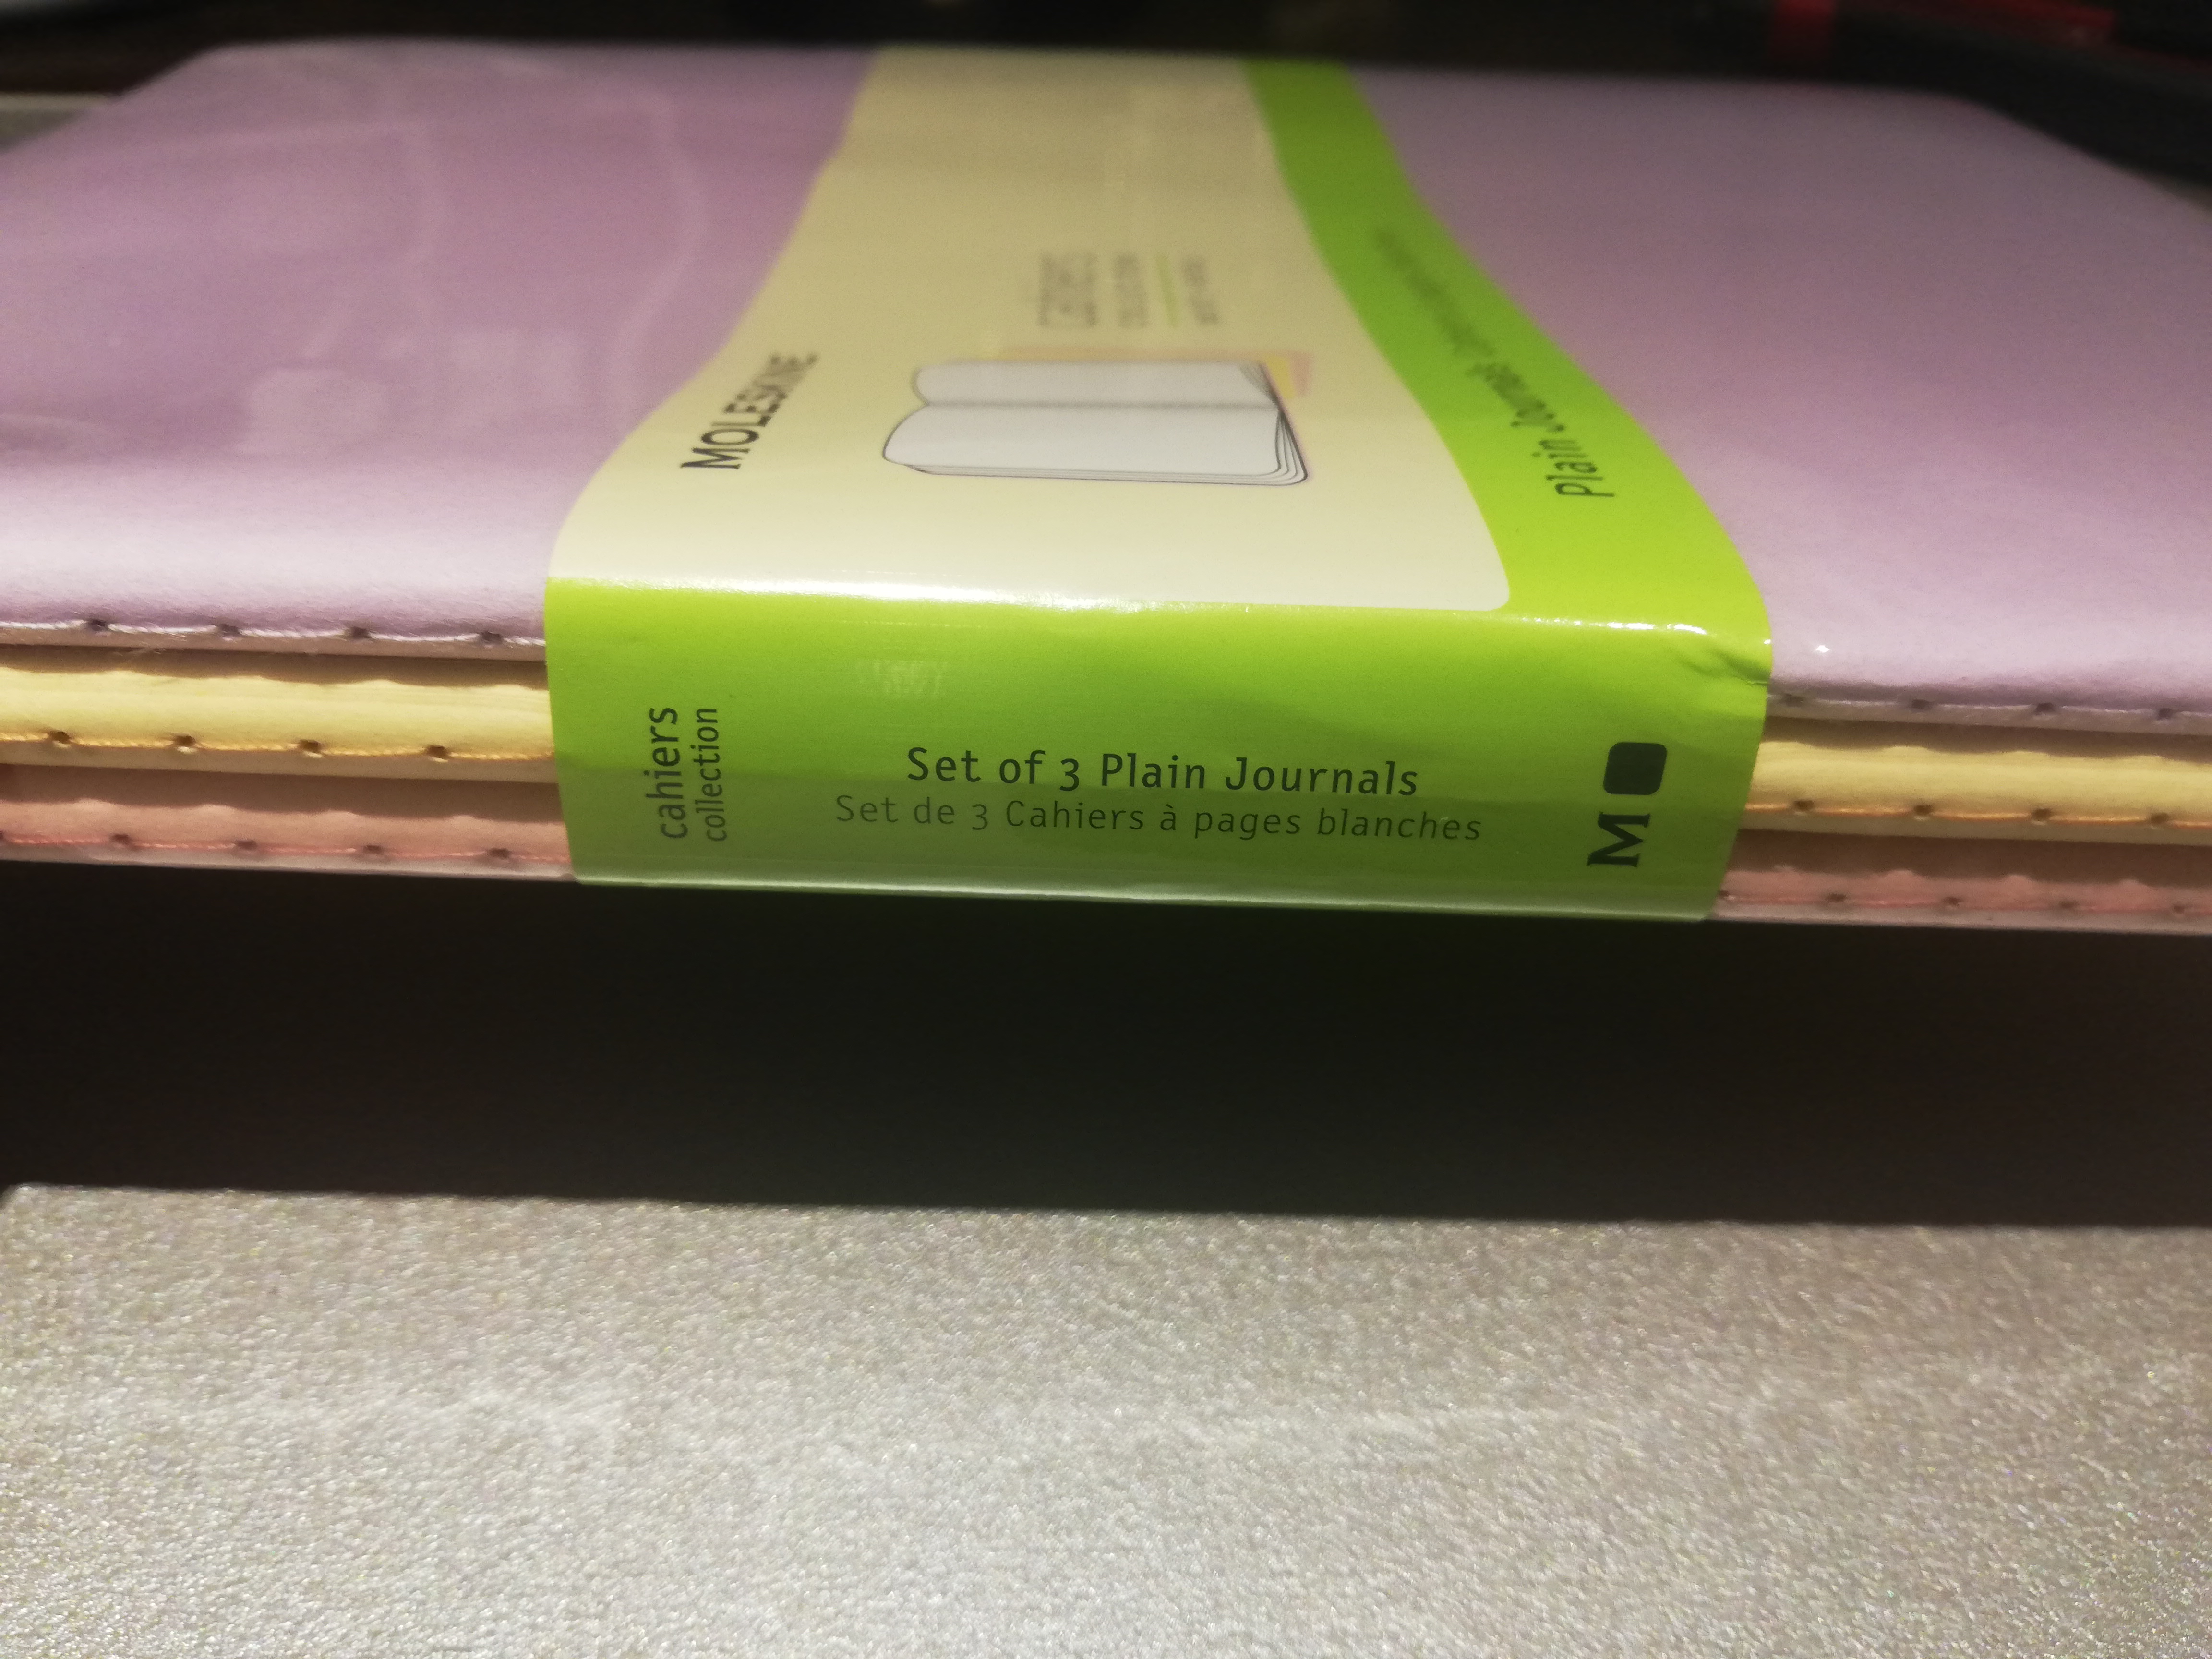 MOLESKINE
Plain Journals
cahiers
collection
Set of 3 Plain Journals
Set de 3 Cahiers à pages blanches
M